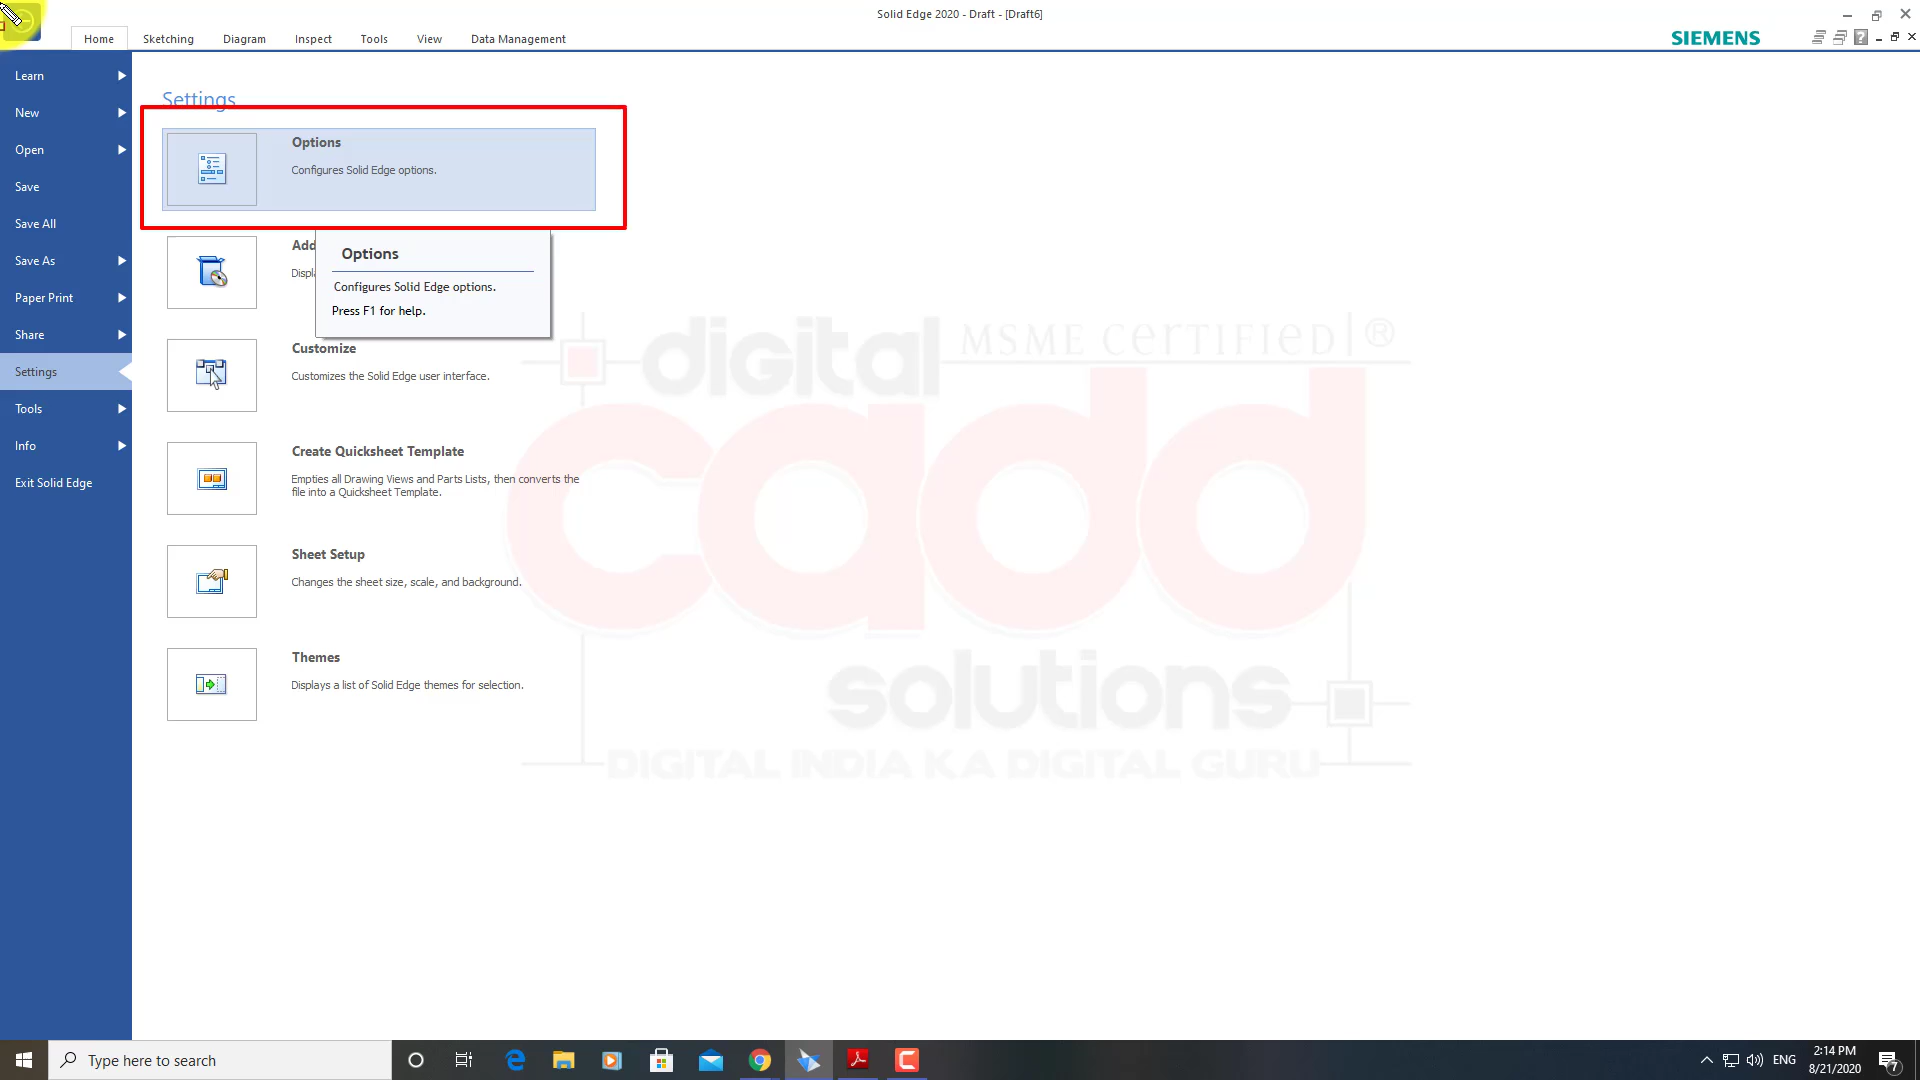 Solid Edge 2020 - Draft - [Draft6]
Home
Sketching
Diagram
Inspect
Tools
View
Data Management
SIEMENS
Learn
New
Open
Save
Save All
Save As
Paper Print
Share
Settings
Tools
Info
Exit Solid Edge
Settings
Options
Configures Solid Edge options.
Add
Displ
Options
Configures Solid Edge options.
Press F1 for help.
Customize
Customizes the Solid Edge user interface.
Create Quicksheet Template
Empties all Drawing Views and Parts Lists, then converts the
file into a Quicksheet Template.
Sheet Setup
Changes the sheet size, scale, and background.
Themes
Displays a list of Solid Edge themes for selection.
digital MSME CERTIFIED ®
cadd
solutions
DIGITAL INDIA KA DIGITAL GURU
Type here to search
ENG
2:14 PM
8/21/2020
7